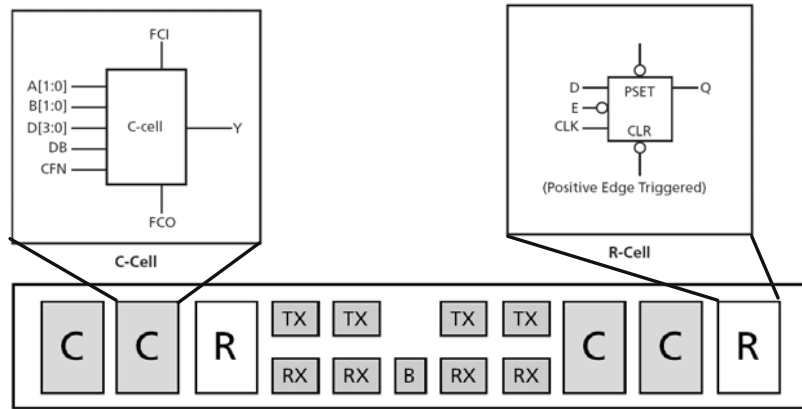 FCI
A[1:0]
B[1:0]
D[3:0]
DB
CFN
C-cell
Y
FCO
C-Cell
D
E
CLK
PSET
CLR
Q
(Positive Edge Triggered)
R-Cell
C C R TX TX TX TX C C R
RX RX B RX RX